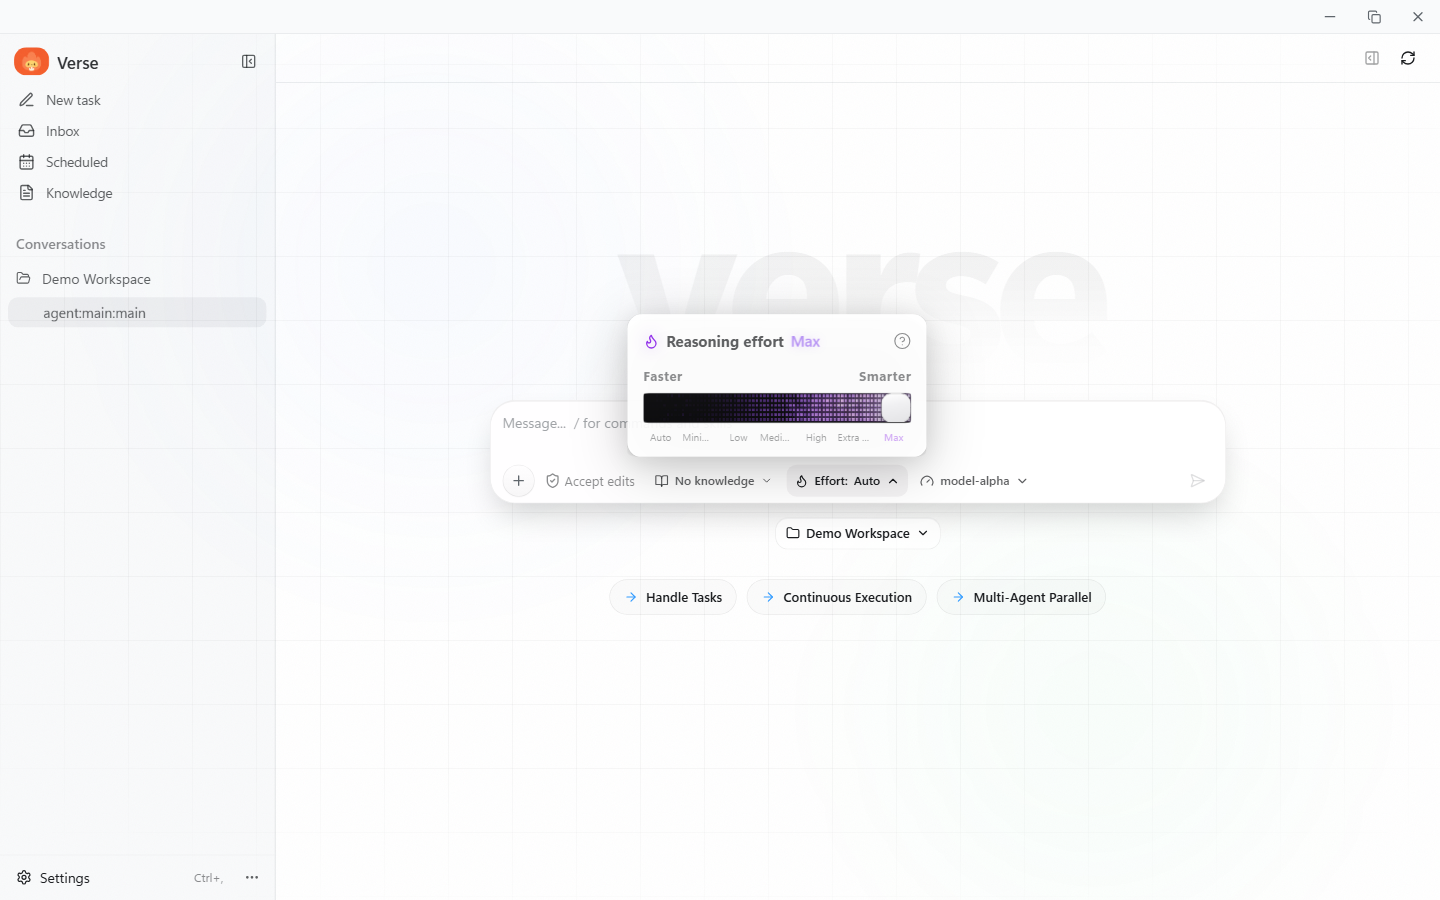 Verse
New task
Inbox
Scheduled
Knowledge
Conversations
Demo Workspace
agent:main:main
Settings
Ctrl+,
verse
Reasoning effort Max
Faster
Smarter
Auto
Mini...
Low
Medi...
High
Extra ...
Max
Message... / for com
Accept edits
No knowledge
Effort: Auto
model-alpha
Demo Workspace
Handle Tasks
Continuous Execution
Multi-Agent Parallel